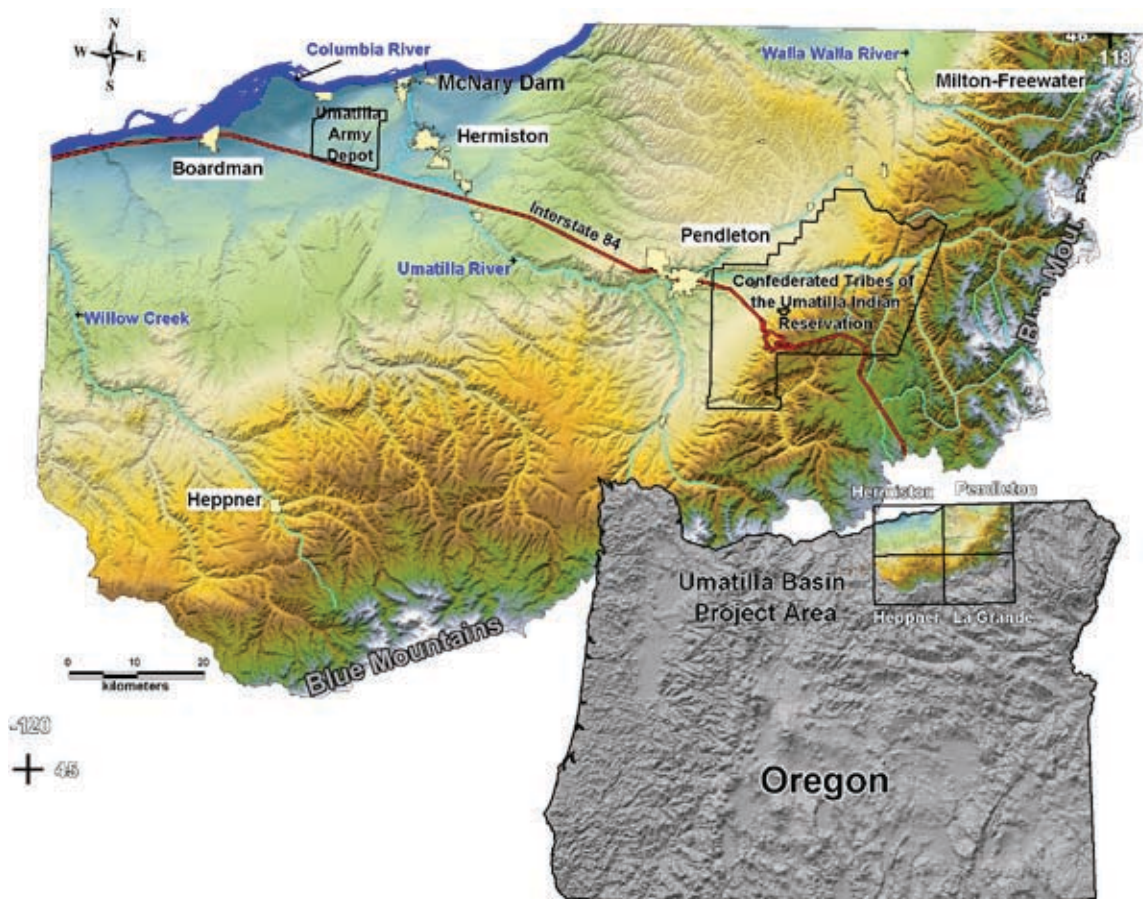 N
W E
S
Columbia River
McNary Dam
Walla Walla River
46
118
Milton-Freewater
Umatilla
Army
Depot
Hermiston
Boardman
Interstate 84
Pendleton
Umatilla River
Confederated Tribes of
the Umatilla Indian
Reservation
Willow Creek
Heppner
Blue Mountains
0 10 20
kilometers
-120
45
Hermiston Pendleton
Umatilla Basin
Project Area
Heppner La Grande
Oregon